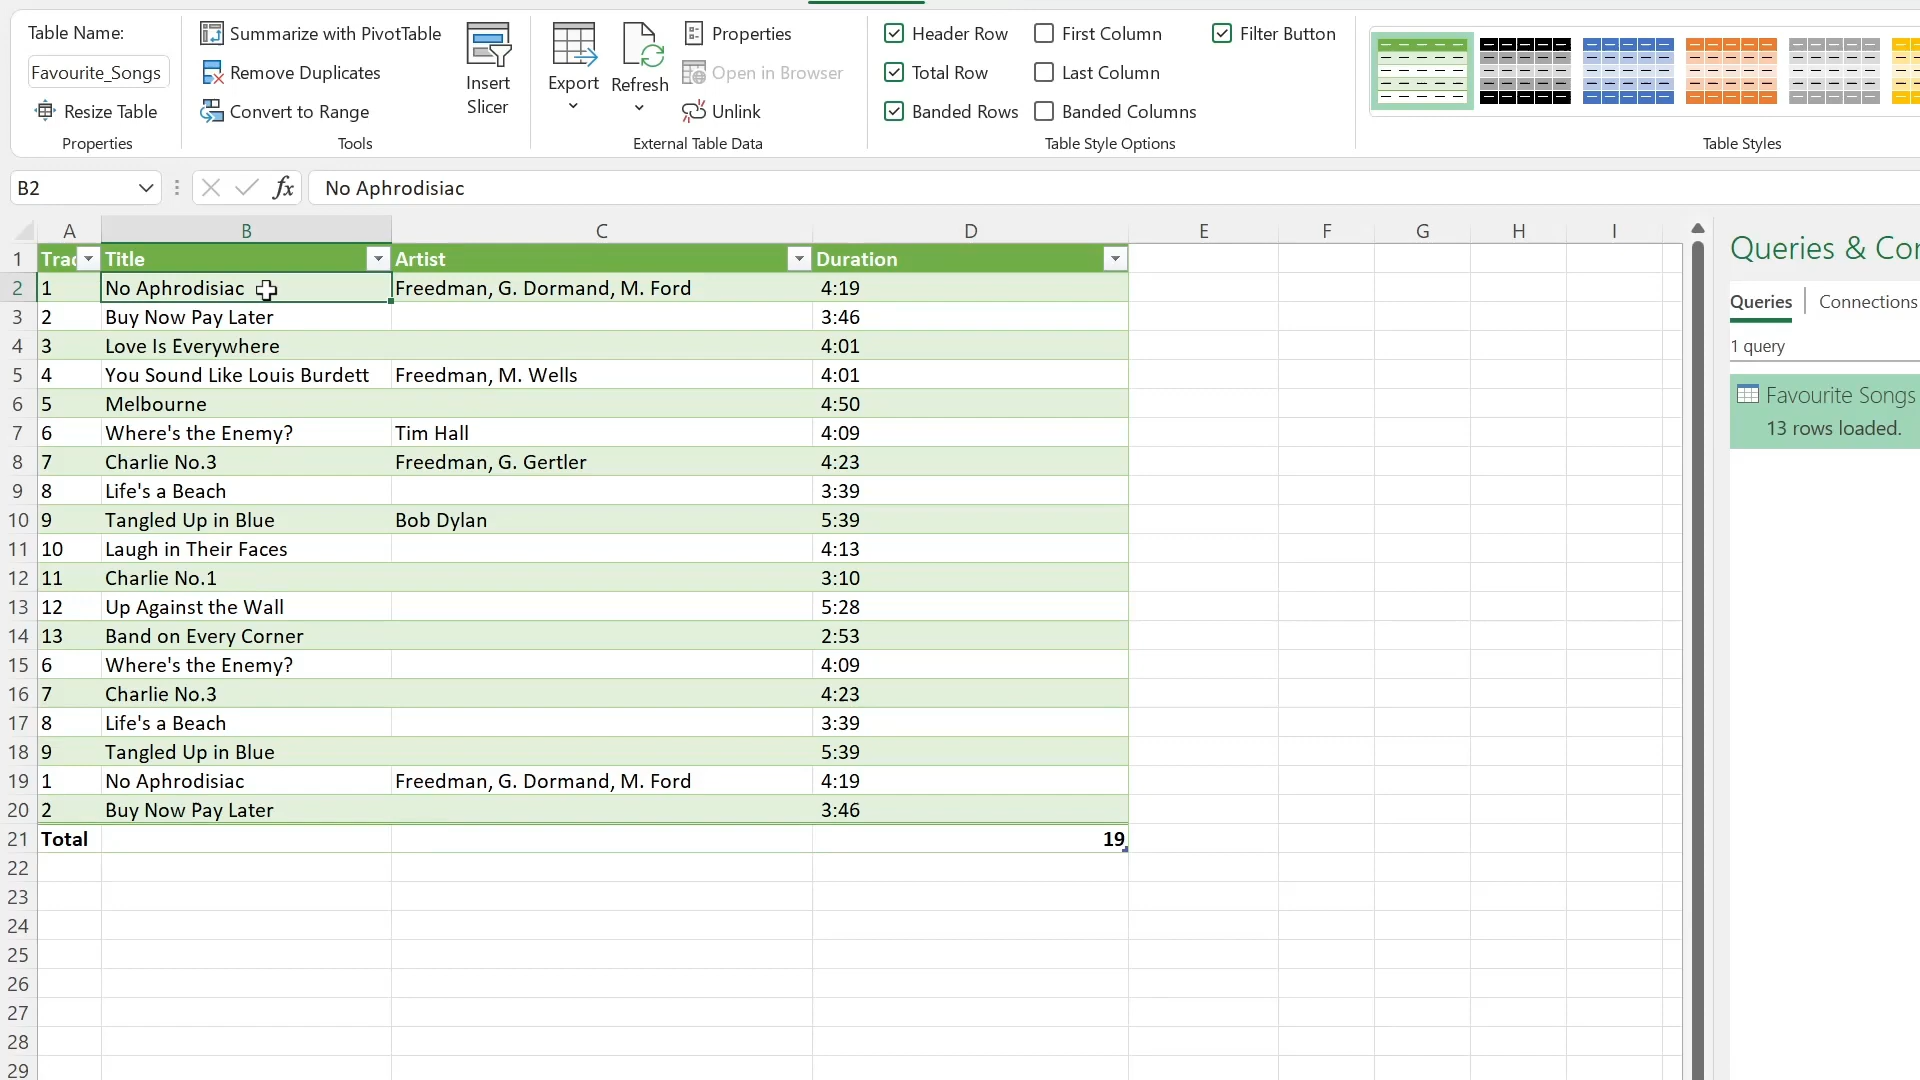 Table Name:
Favourite_Songs
Resize Table
Properties
Summarize with PivotTable
Remove Duplicates
Convert to Range
Tools
Insert
Slicer
Export
Refresh
Properties
Open in Browser
Unlink
External Table Data
Header Row
First Column
Filter Button
Total Row
Last Column
Banded Rows
Banded Columns
Table Style Options
Table Styles
B2
fx
No Aphrodisiac
A B C D E F G H I
1 Trac Title Artist Duration
2 1 No Aphrodisiac Freedman, G. Dormand, M. Ford 4:19
3 2 Buy Now Pay Later 3:46
4 3 Love Is Everywhere 4:01
5 4 You Sound Like Louis Burdett Freedman, M. Wells 4:01
6 5 Melbourne 4:50
7 6 Where's the Enemy? Tim Hall 4:09
8 7 Charlie No.3 Freedman, G. Gertler 4:23
9 8 Life's a Beach 3:39
10 9 Tangled Up in Blue Bob Dylan 5:39
11 10 Laugh in Their Faces 4:13
12 11 Charlie No.1 3:10
13 12 Up Against the Wall 5:28
14 13 Band on Every Corner 2:53
15 6 Where's the Enemy? 4:09
16 7 Charlie No.3 4:23
17 8 Life's a Beach 3:39
18 9 Tangled Up in Blue 5:39
19 1 No Aphrodisiac Freedman, G. Dormand, M. Ford 4:19
20 2 Buy Now Pay Later 3:46
21 Total 19
22
23
24
25
26
27
28
29
Queries & Co
Queries Connections
1 query
Favourite Songs
13 rows loaded.